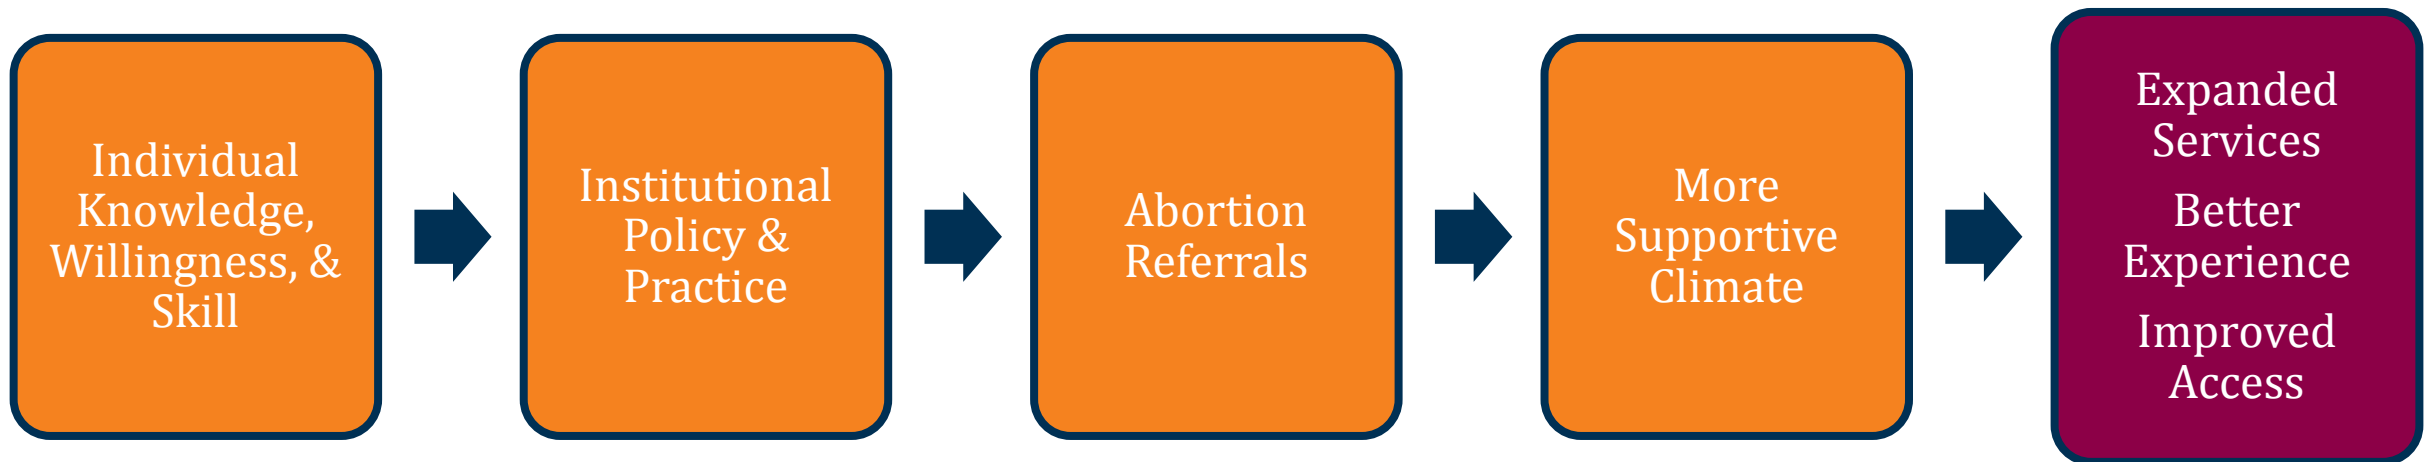 Individual
Knowledge,
Willingness, &
Skill
Institutional
Policy &
Practice
Abortion
Referrals
More
Supportive
Climate
Expanded
Services
Better
Experience
Improved
Access